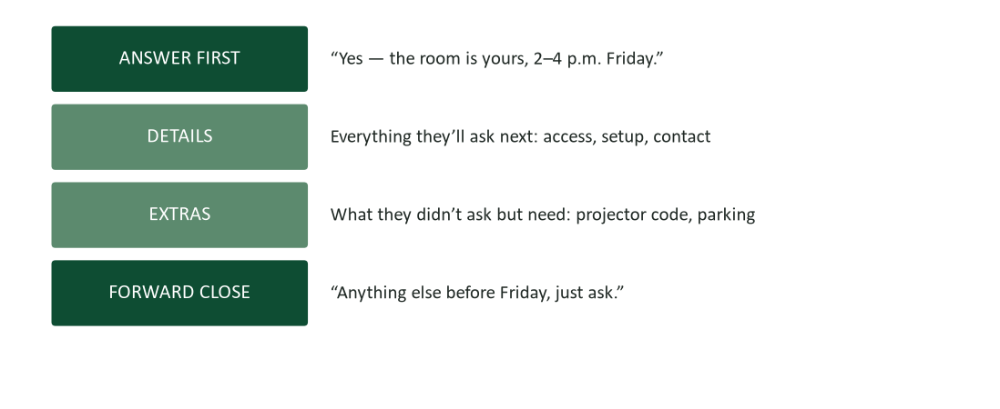 ANSWER FIRST
“Yes — the room is yours, 2–4 p.m. Friday.”
DETAILS
Everything they’ll ask next: access, setup, contact
EXTRAS
What they didn’t ask but need: projector code, parking
FORWARD CLOSE
“Anything else before Friday, just ask.”